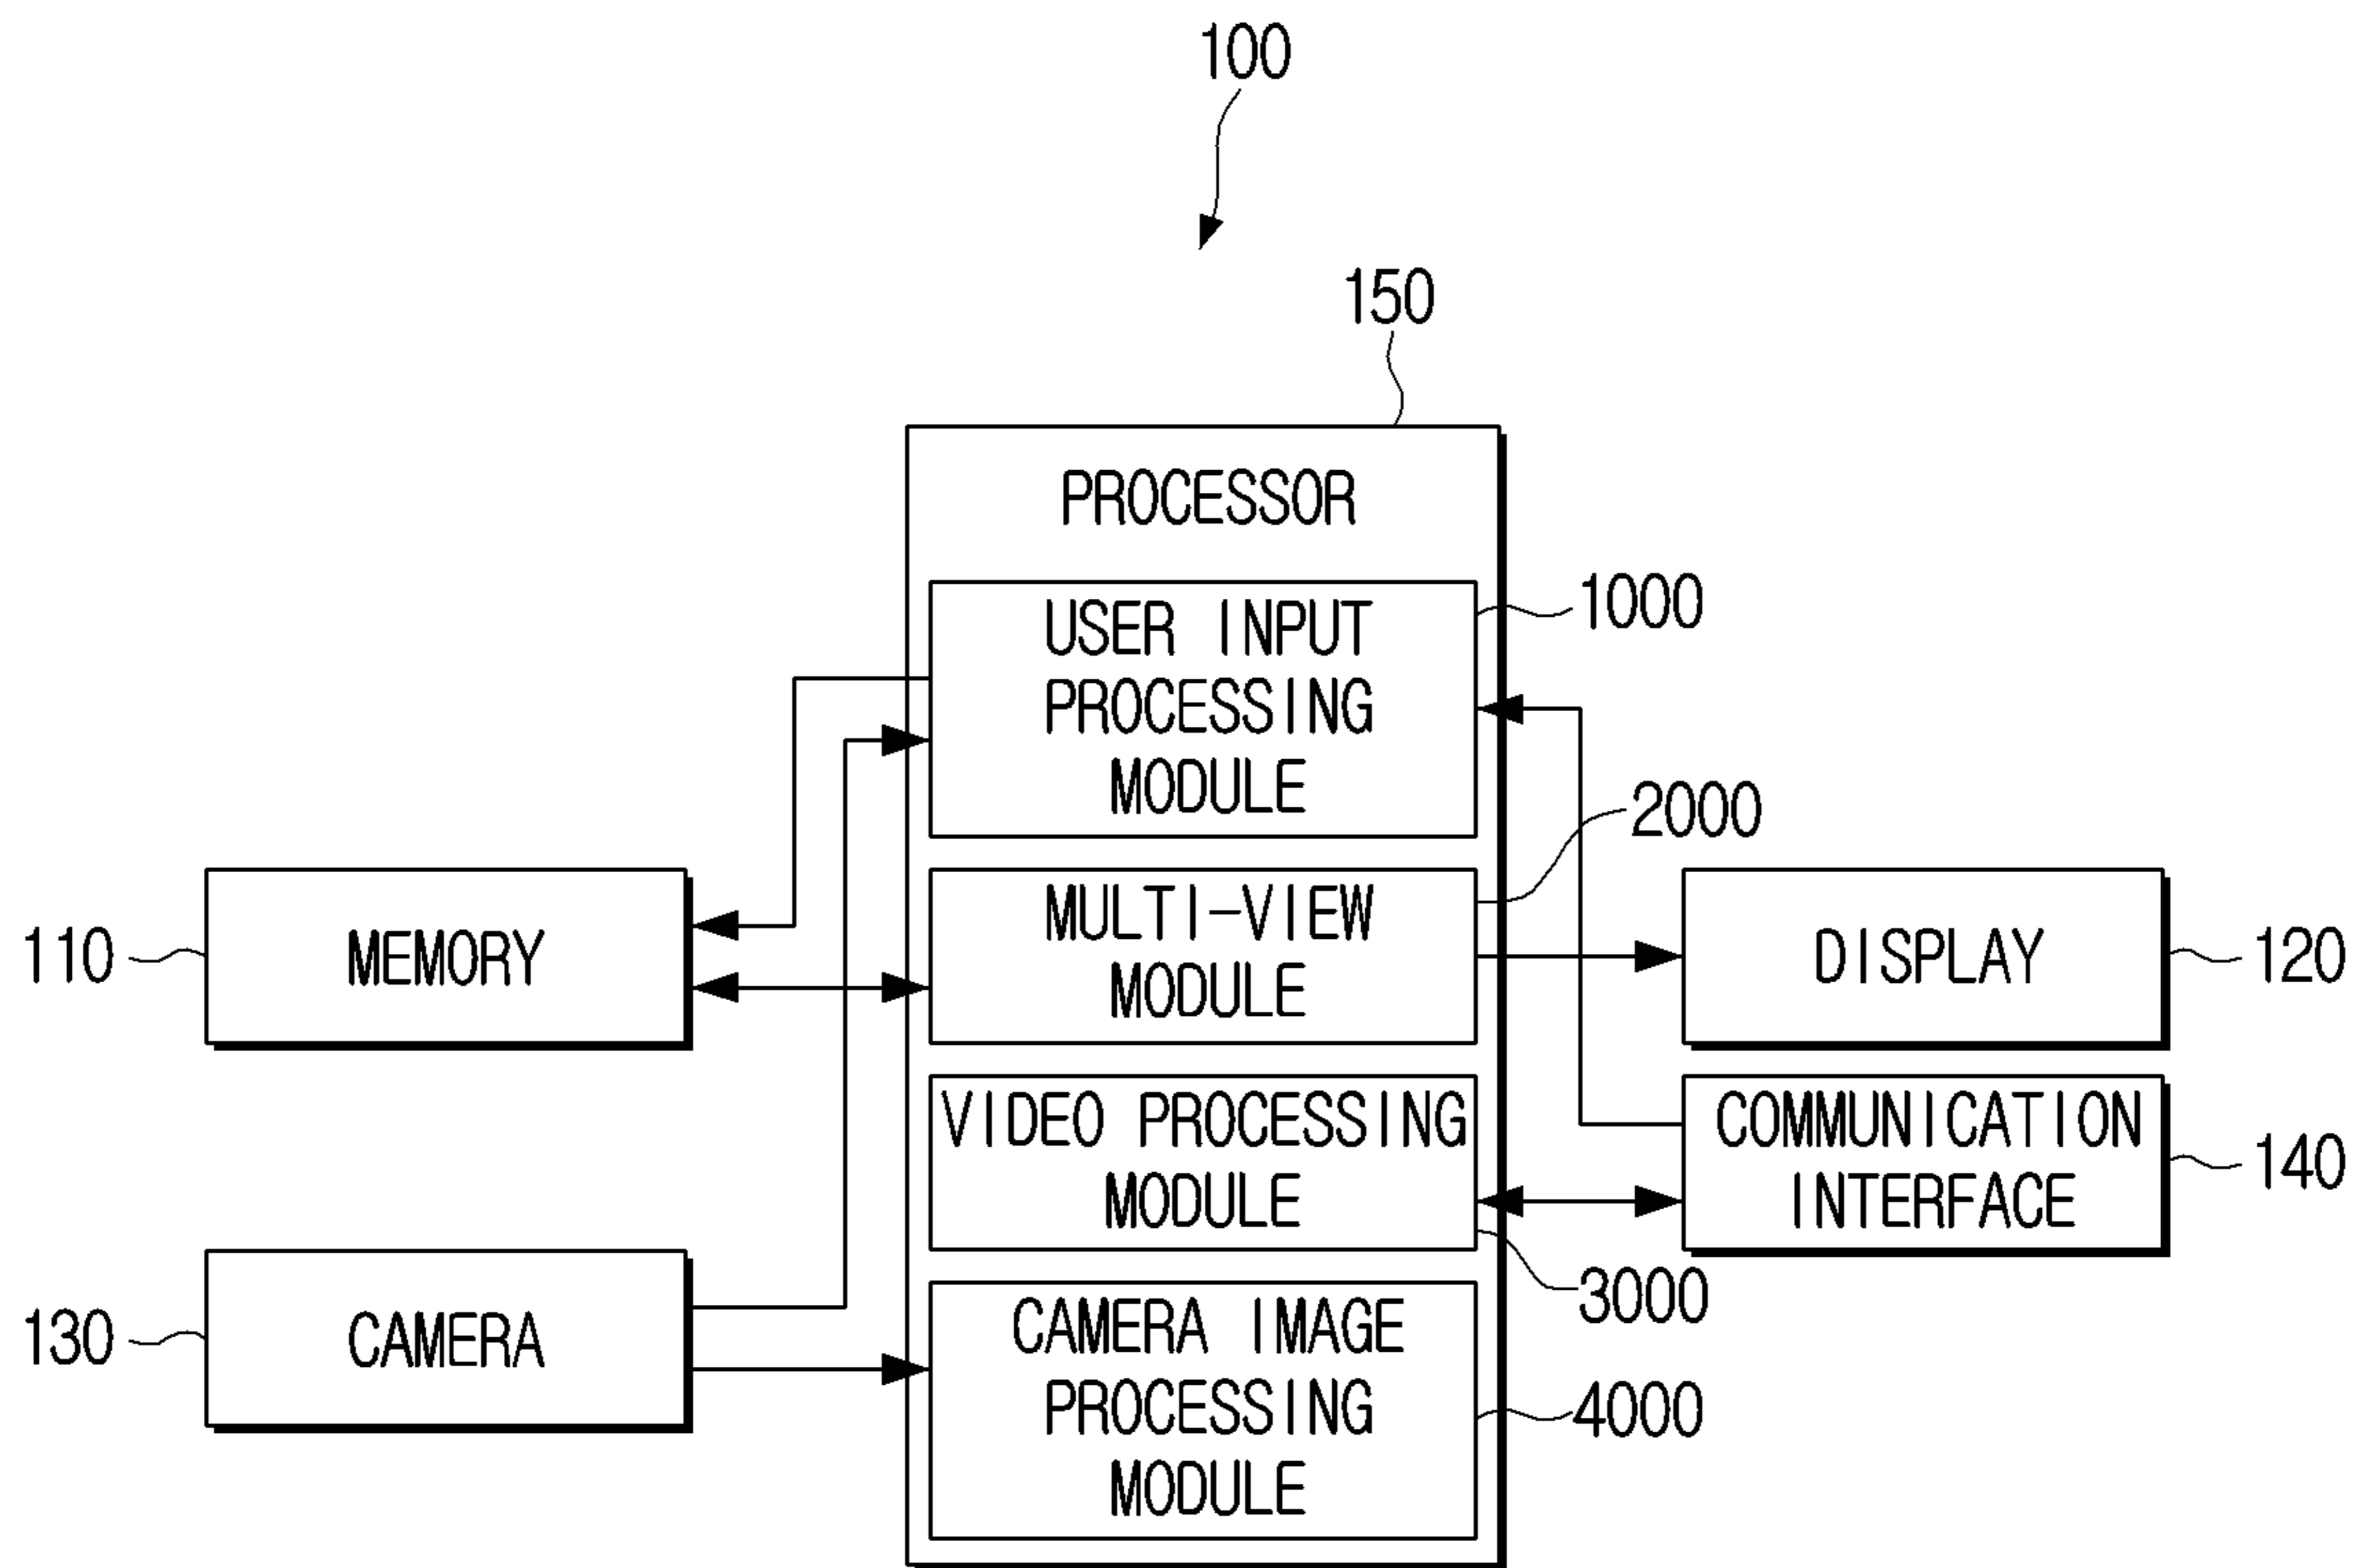 100
150
PROCESSOR
1000
USER INPUT
PROCESSING
MODULE
2000
MULTI-VIEW
MODULE
110
MEMORY
DISPLAY
120
VIDEO PROCESSING
MODULE
3000
COMMUNICATION
INTERFACE
140
130
CAMERA
CAMERA IMAGE
PROCESSING
MODULE
4000